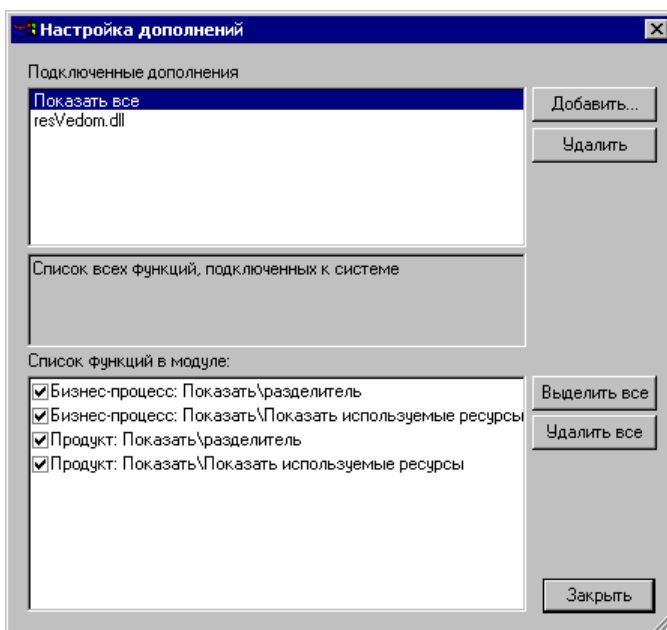 Настройка дополнений
Подключенные дополнения
Показать все
resVedom.dll
Добавить...
Удалить
Список всех функций, подключенных к системе
Список функций в модуле:
Бизнес-процесс: Показать\разделитель
Бизнес-процесс: Показать\Показать используемые ресурсы
Продукт: Показать\разделитель
Продукт: Показать\Показать используемые ресурсы
Выделить все
Удалить все
Закрыть